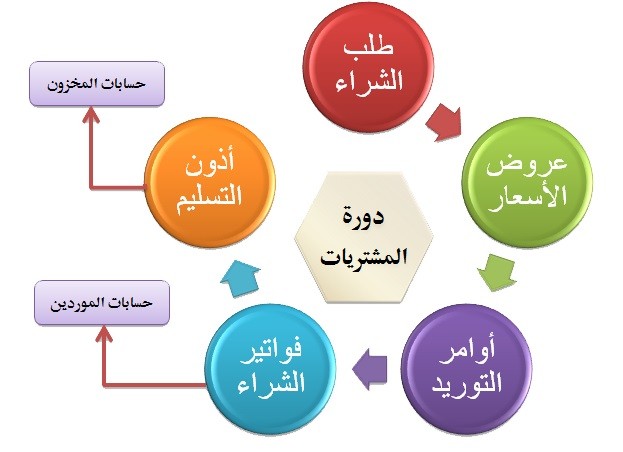 طلب
الشراء
عروض
الأسعار
أوامر
التوريد
فواتير
الشراء
أذون
التسليم
دورة
المشتريات
حسابات المخزون
حسابات الموردين